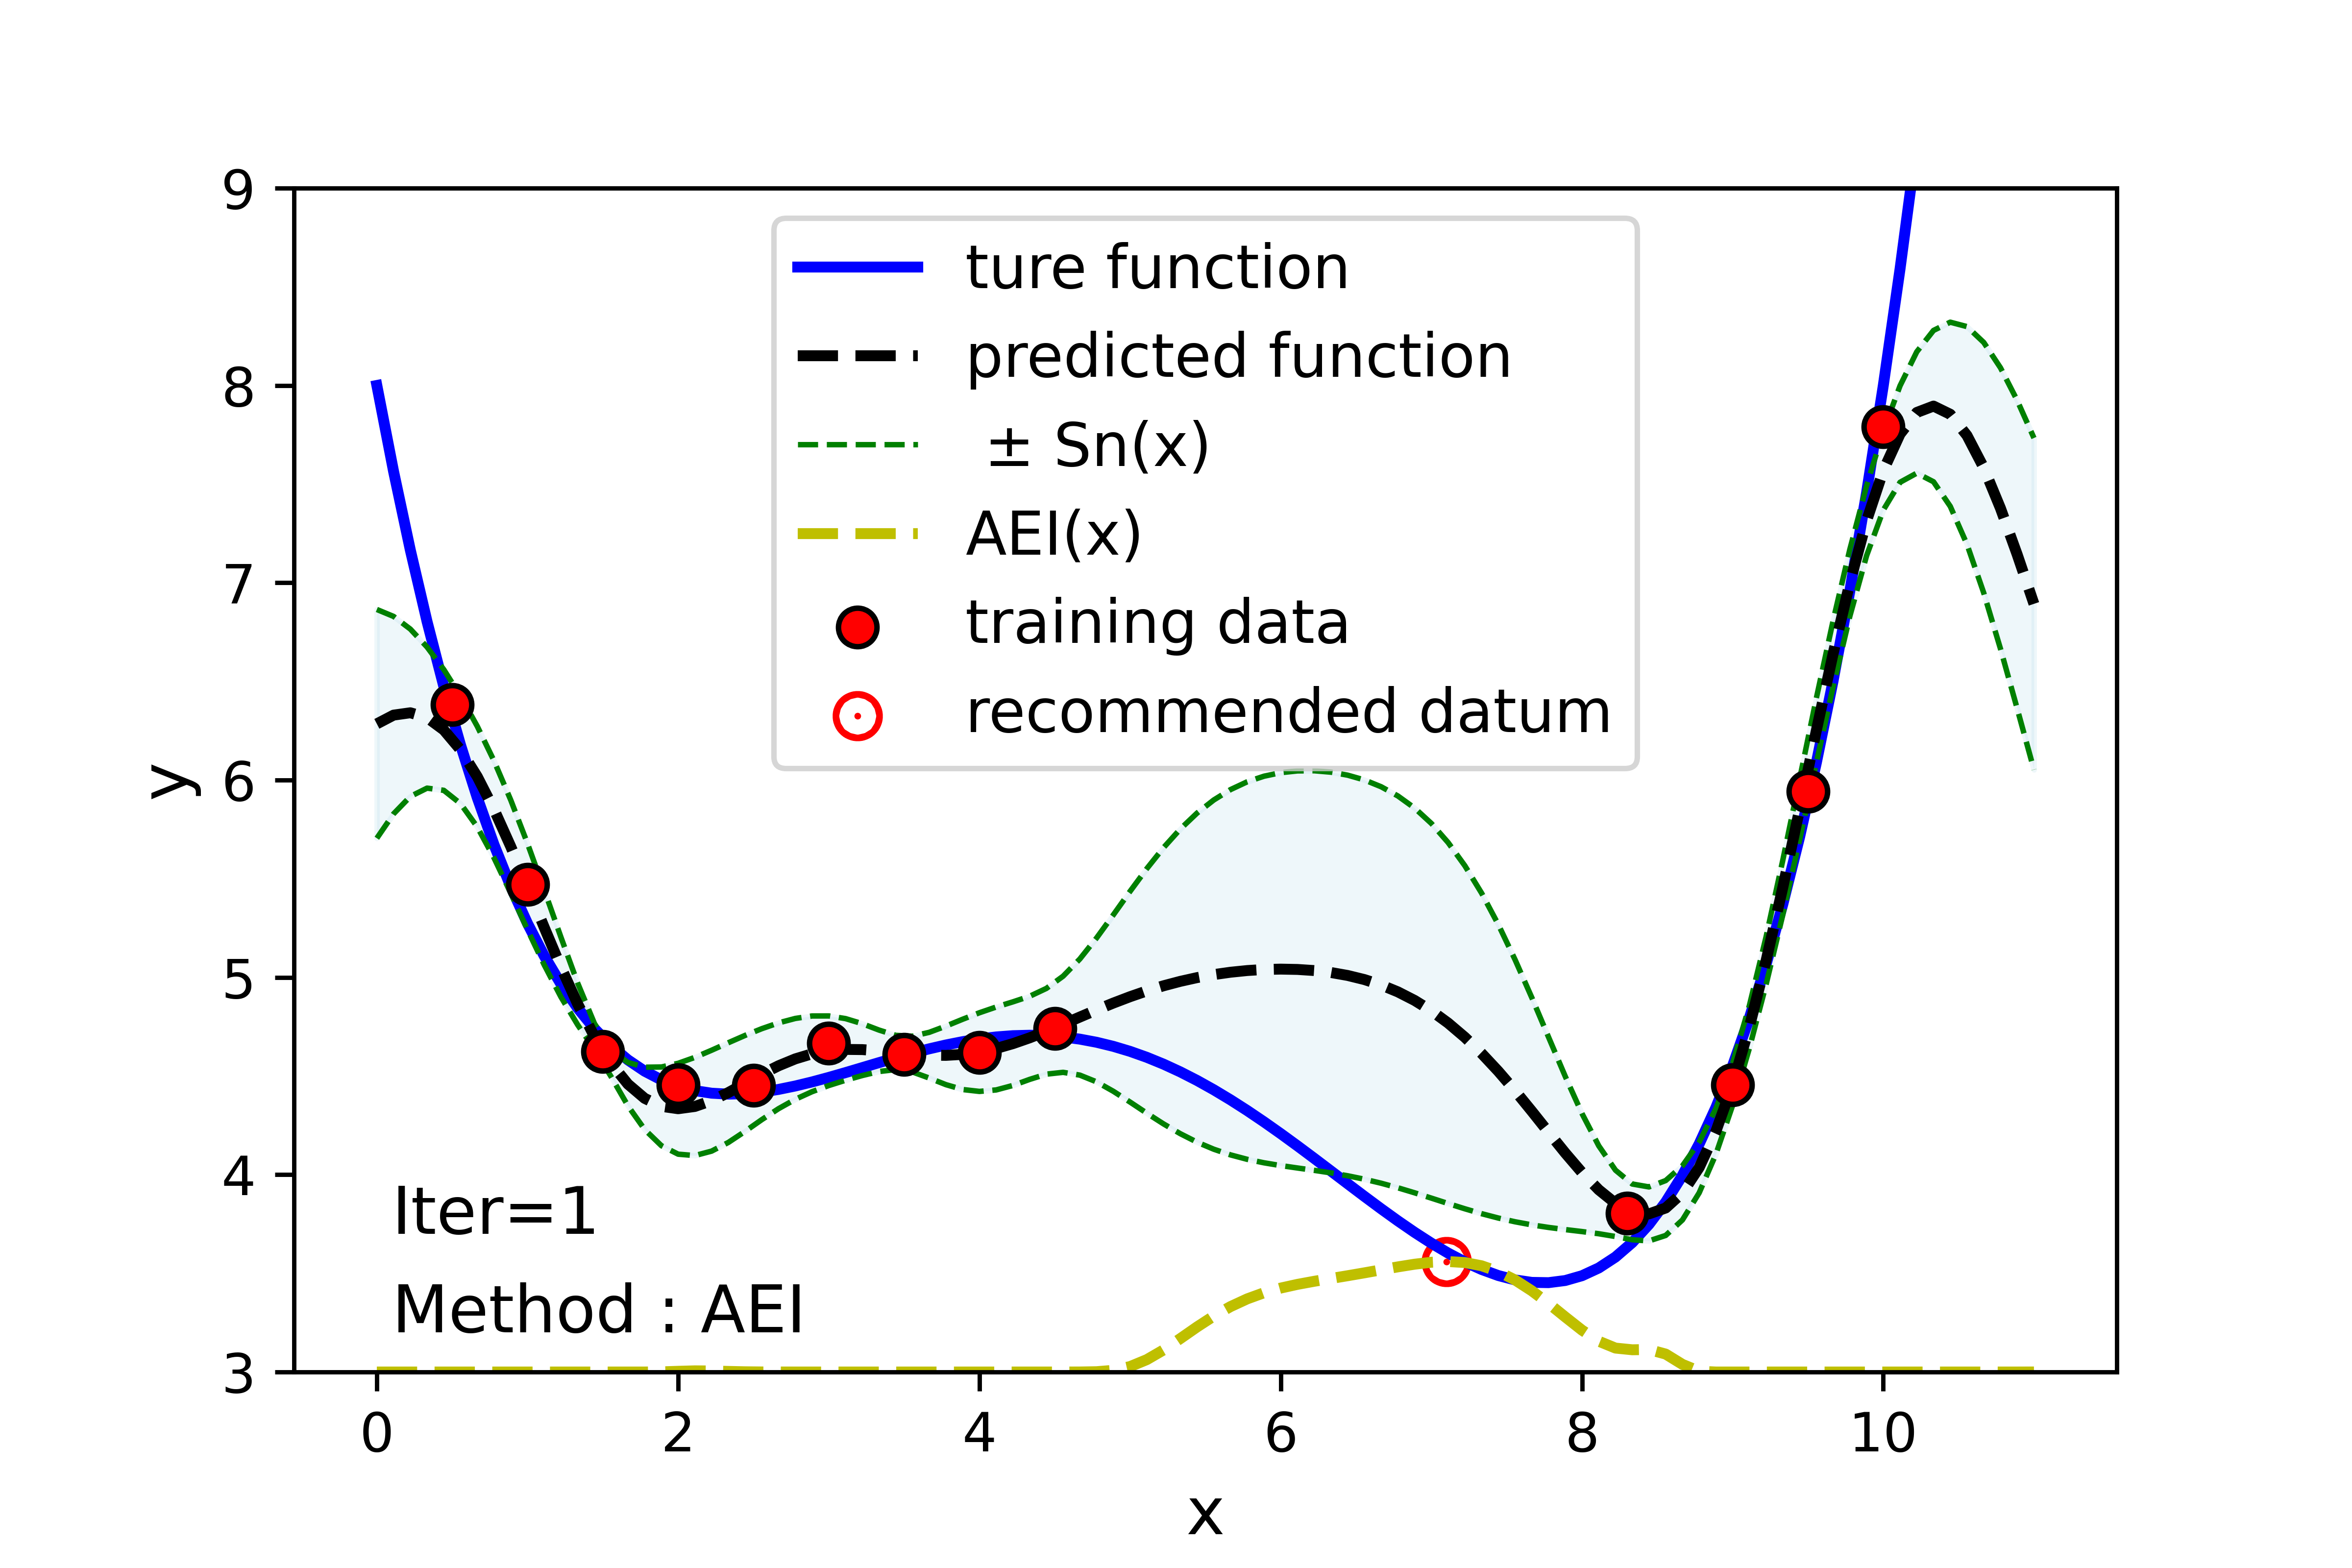 9
8
7
6
5
4
3
y
ture function
predicted function
± Sn(x)
AEI(x)
training data
recommended datum
Iter=1
Method : AEI
0 2 4 6 8 10
x